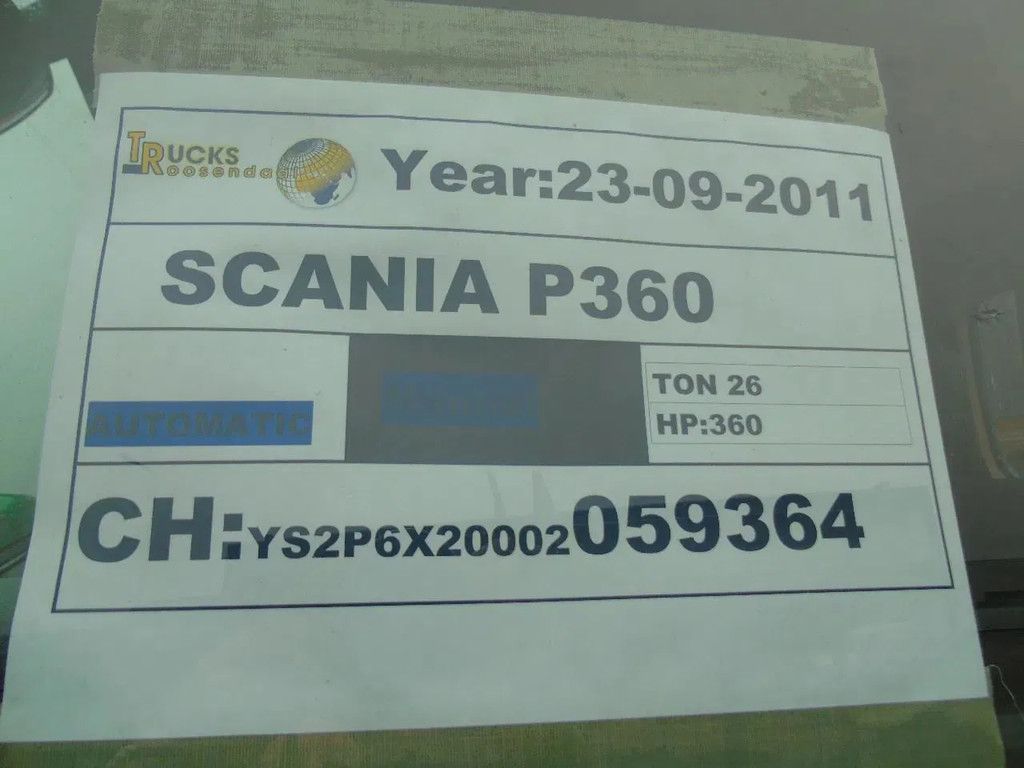 TRUCKS
Roosendaal
Year:23-09-2011
SCANIA P360
AUTOMATIC
TON 26
HP:360
CH:YS2P6X20002059364